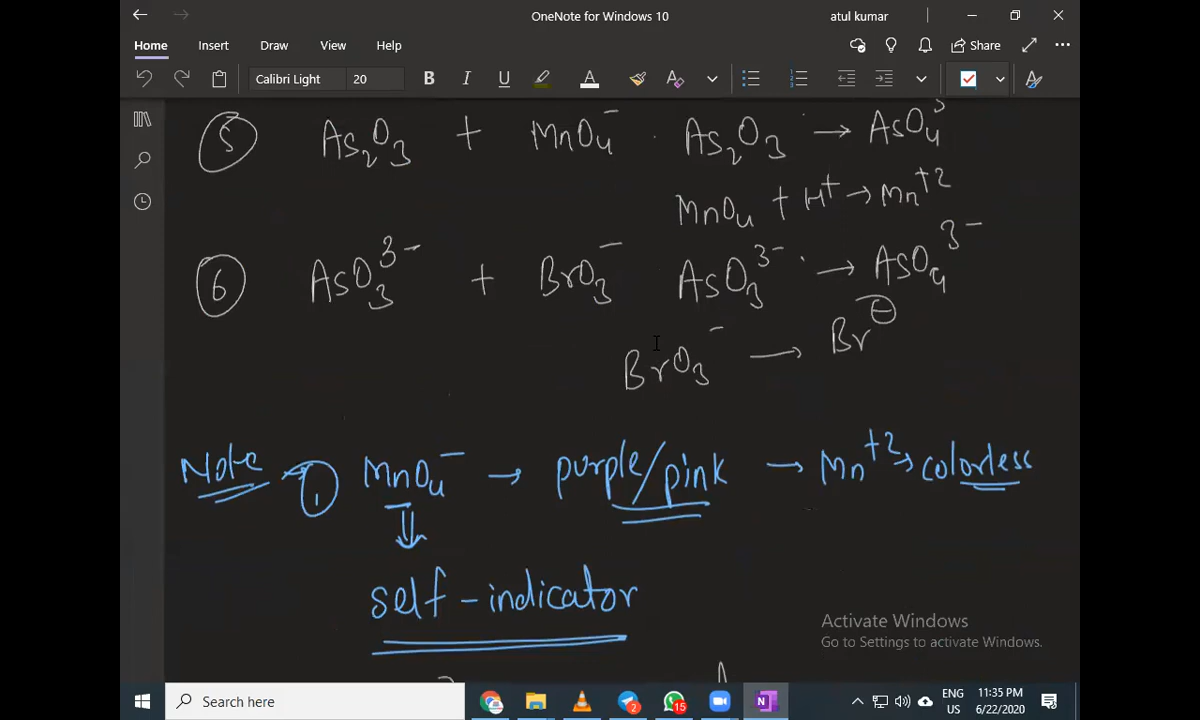 OneNote for Windows 10
atul kumar
Home Insert Draw View Help
Share
Calibri Light 20 B I U A
5 As₂O₃ + MnO₄⁻ As₂O₃ → AsO₄³
MnO₄ + H⁺ → Mn⁺²
6 AsO₃³⁻ + BrO₃⁻ AsO₃³⁻ → AsO₄³⁻
BrO₃⁻ → Br⊖
Note 1 MnO₄⁻ → purple/pink → Mn⁺² → colorless
⇓
self-indicator
Activate Windows
Go to Settings to activate Windows.
Search here
2
15
N
ENG
US
11:35 PM
6/22/2020